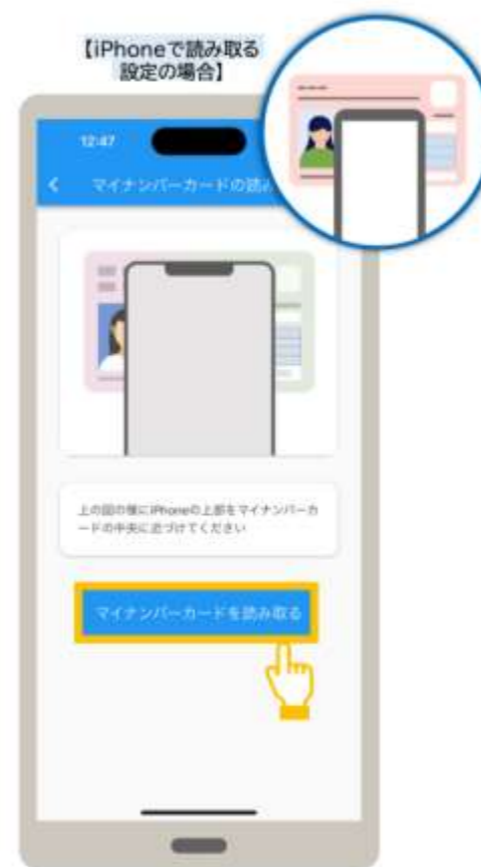 【iPhoneで読み取る
設定の場合】
12:47
マイナンバーカードの読み
上の図の様にiPhoneの上部をマイナンバーカ
ードの中央に近づけてください
マイナンバーカードを読み取る